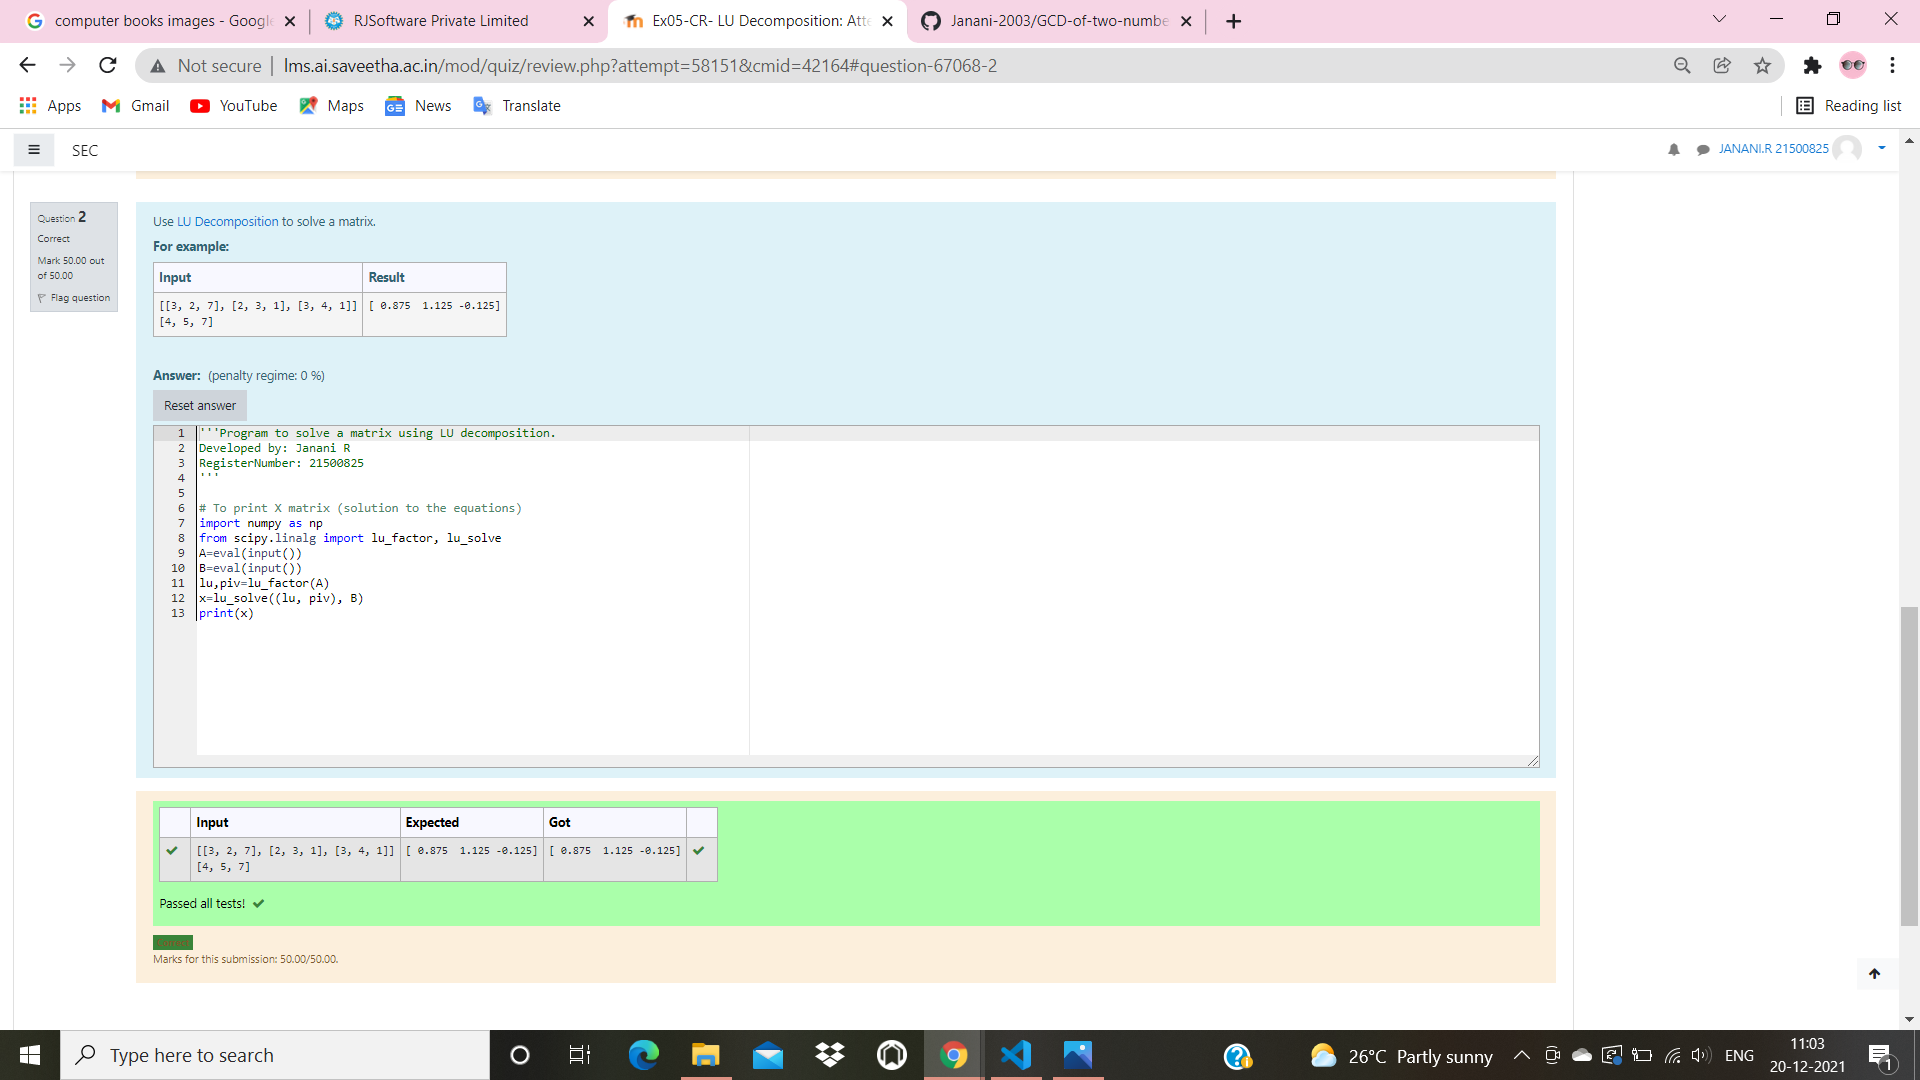 computer books images - Google
RJSoftware Private Limited
Ex05-CR- LU Decomposition: Atte
Janani-2003/GCD-of-two-numbe
Not secure
lms.ai.saveetha.ac.in/mod/quiz/review.php?attempt=58151&cmid=42164#question-67068-2
Apps
Gmail
YouTube
Maps
News
Translate
Reading list
SEC
JANANI.R 21500825
Question 2
Correct
Mark 50.00 out
of 50.00
Flag question
Use LU Decomposition to solve a matrix.
For example:
Input Result
[[3, 2, 7], [2, 3, 1], [3, 4, 1]] [ 0.875  1.125 -0.125]
[4, 5, 7]
Answer: (penalty regime: 0 %)
Reset answer
1 '''Program to solve a matrix using LU decomposition.
2 Developed by: Janani R
3 RegisterNumber: 21500825
4 '''
5
6 # To print X matrix (solution to the equations)
7 import numpy as np
8 from scipy.linalg import lu_factor, lu_solve
9 A=eval(input())
10 B=eval(input())
11 lu,piv=lu_factor(A)
12 x=lu_solve((lu, piv), B)
13 print(x)
Input Expected Got
[[3, 2, 7], [2, 3, 1], [3, 4, 1]] [ 0.875  1.125 -0.125] [ 0.875  1.125 -0.125]
[4, 5, 7]
Passed all tests!
Marks for this submission: 50.00/50.00.
Type here to search
26°C Partly sunny
ENG
11:03
20-12-2021
1